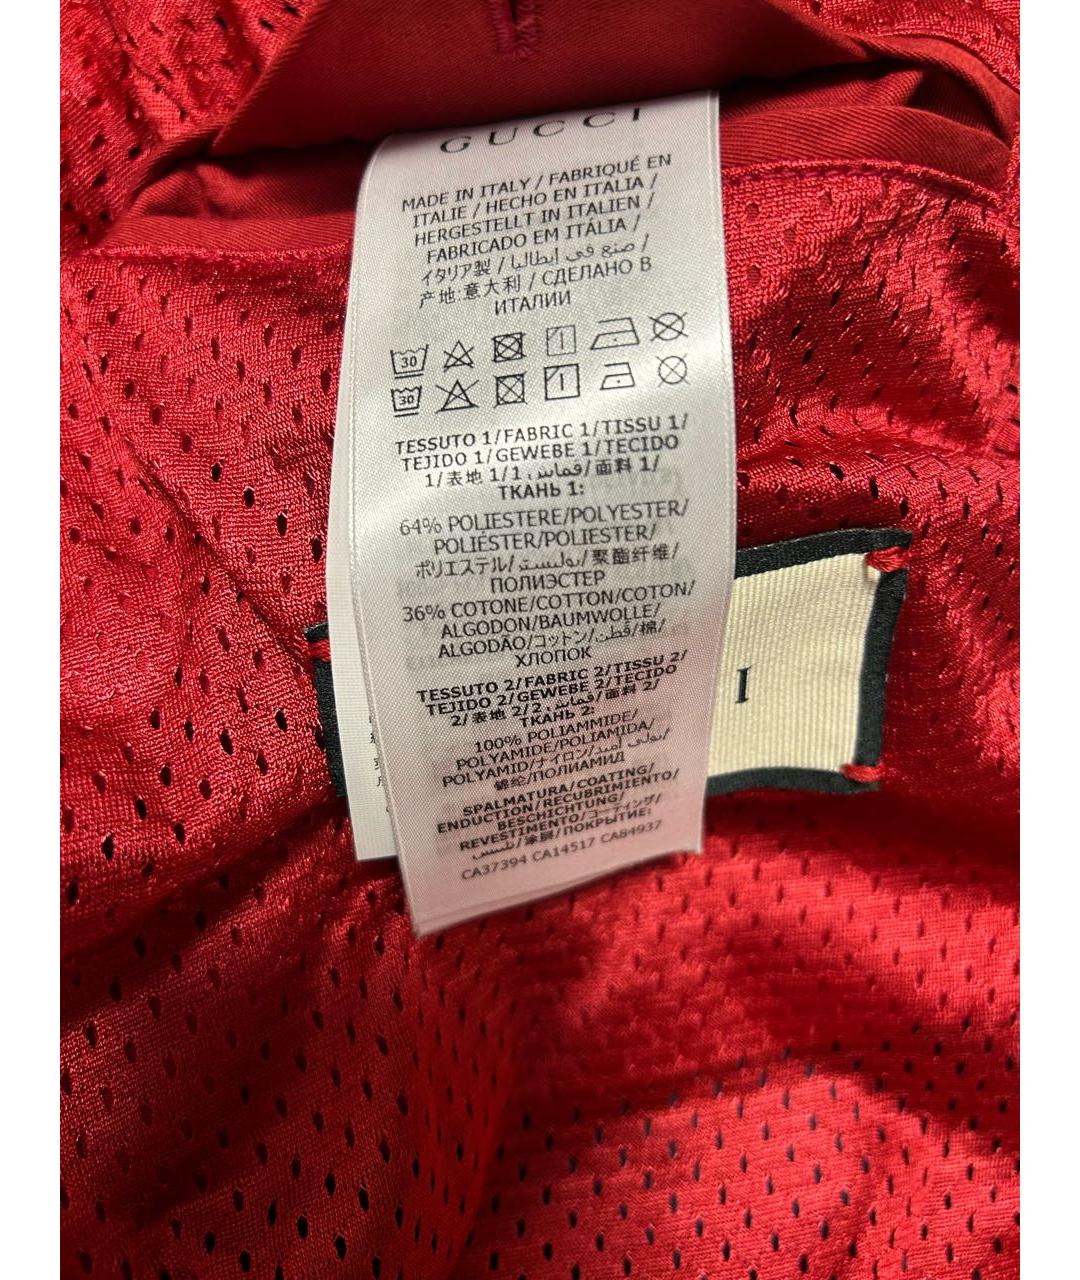 GUCCI
MADE IN ITALY / FABRIQUÉ EN
ITALIE / HECHO EN ITALIA /
HERGESTELLT IN ITALIEN /
FABRICADO EM ITÁLIA /
イタリア製 / صنع في إيطاليا /
产地:意大利 / СДЕЛАНО В
ИТАЛИИ
30
30
TESSUTO 1/FABRIC 1/TISSU 1/
TEJIDO 1/GEWEBE 1/TECIDO
1/表地 1/1 قماش/面料 1/
ТКАНЬ 1:
64% POLIESTERE/POLYESTER/
POLIÉSTER/POLIESTER/
ポリエステル/بوليستر/聚酯纤维/
ПОЛИЭСТЕР
36% COTONE/COTTON/COTON/
ALGODON/BAUMWOLLE/
ALGODÃO/コットン/قطن/棉/
ХЛОПОК
TESSUTO 2/FABRIC 2/TISSU 2/
TEJIDO 2/GEWEBE 2/TECIDO
2/表地 2/2 قماش/面料 2/
ТКАНЬ 2:
100% POLIAMMIDE/
POLYAMIDE/POLIAMIDA/
POLYAMID/ナイロン/بولي أميد/
锦纶/ПОЛИАМИД
SPALMATURA/COATING/
ENDUCTION/RECUBRIMIENTO/
BESCHICHTUNG/
REVESTIMENTO/コーティング/
تلبيس/涂层/ПОКРЫТИЕ:
CA37394 CA14517 CA84937
I